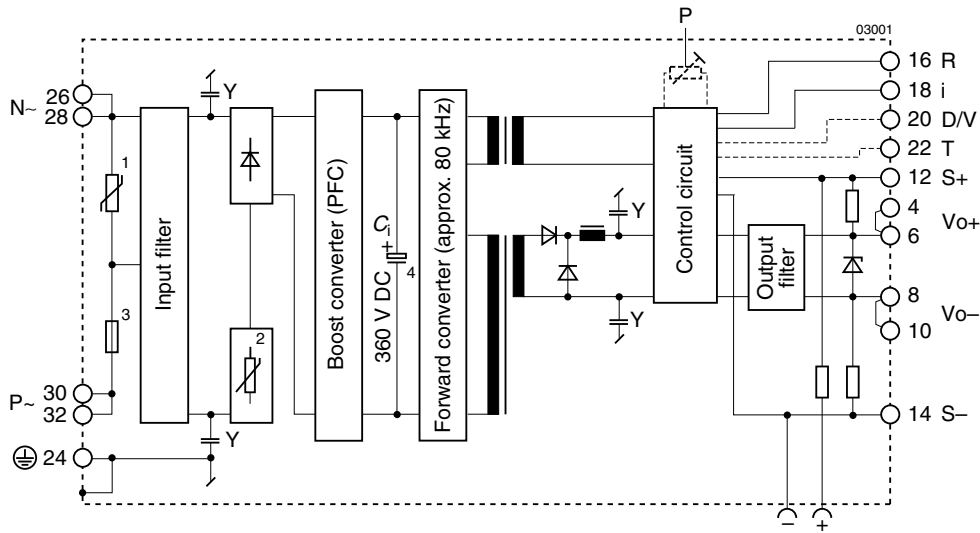 P
03001
N~
26
28
Y
16 R
18 i
20 D/V
22 T
12 S+
4
Vo+
6
8
Vo–
10
14 S–
1
3
Input filter
2
Y
Boost converter (PFC)
Ci
+
4
360 V DC
Forward converter (approx. 80 kHz)
Y
Y
Control circuit
Output
filter
P~
30
32
24
– +